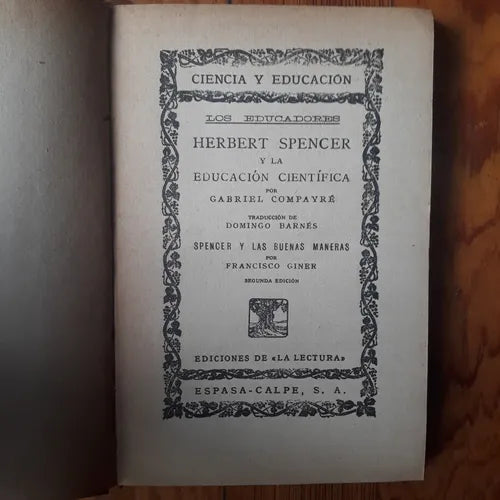 CIENCIA Y EDUCACIÓN
LOS EDUCADORES
HERBERT SPENCER
Y LA
EDUCACIÓN CIENTÍFICA
POR
GABRIEL COMPAYRÉ
TRADUCCIÓN DE
DOMINGO BARNÉS
SPENCER Y LAS BUENAS MANERAS
POR
FRANCISCO GINER
SEGUNDA EDICIÓN
EDICIONES DE «LA LECTURA»
ESPASA-CALPE, S. A.